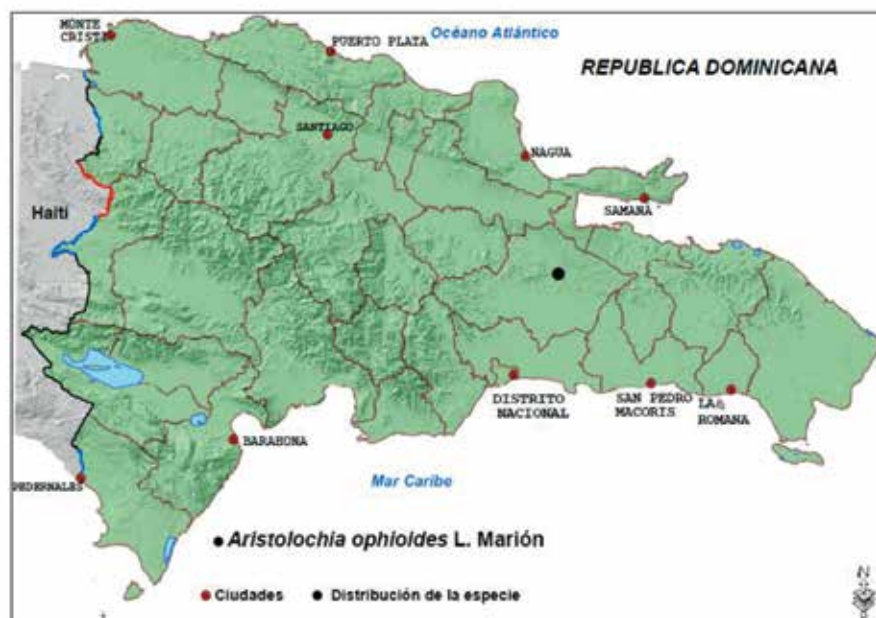 MONTE
CRISTI
PUERTO PLATA
Océano Atlántico
REPUBLICA DOMINICANA
SANTIAGO
NAGUA
SAMANA
Haití
DISTRITO
NACIONAL
SAN PEDRO
MACORIS
LA
ROMANA
BARAHONA
PEDERNALES
Mar Caribe
Aristolochia ophioides L. Marión
Ciudades
Distribución de la especie
N